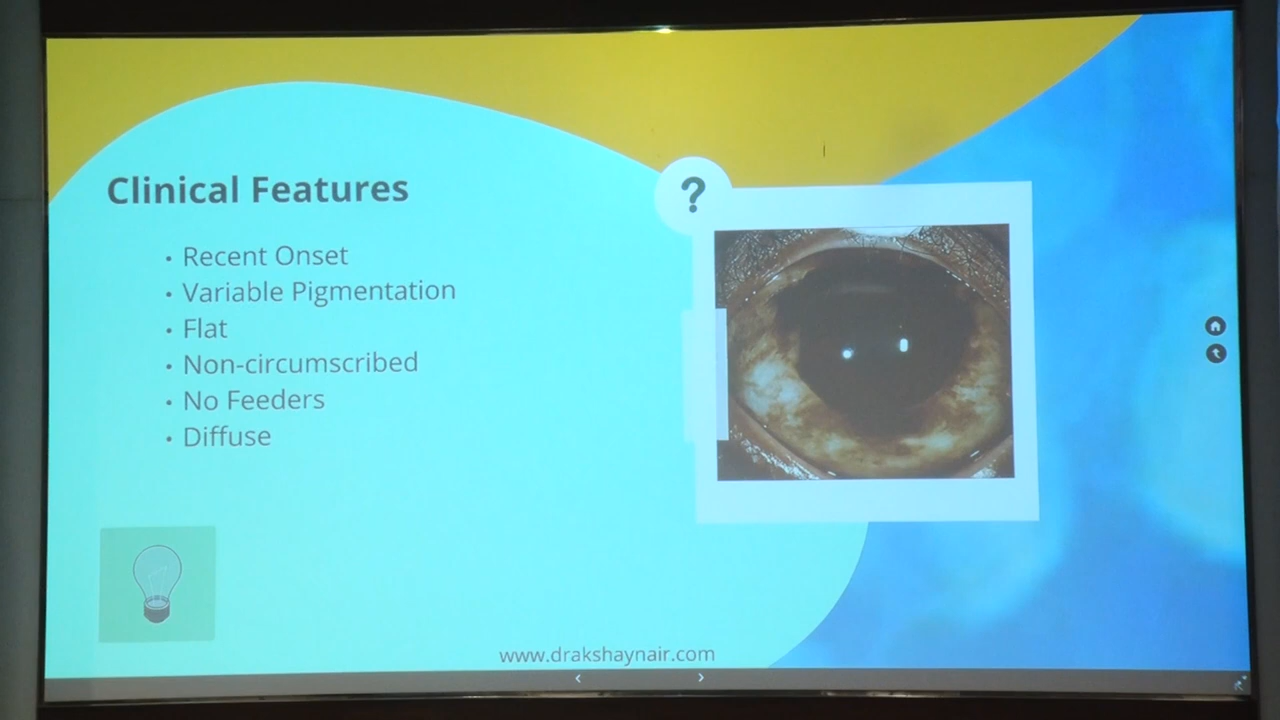 Clinical Features
• Recent Onset
• Variable Pigmentation
• Flat
• Non-circumscribed
• No Feeders
• Diffuse
?
www.drakshaynair.com